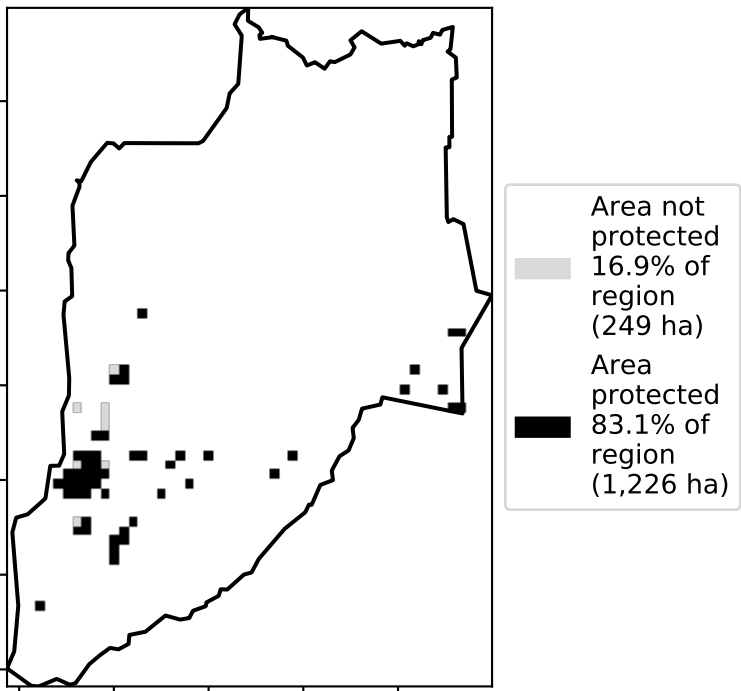 Area not
protected
16.9% of
region
(249 ha)
Area
protected
83.1% of
region
(1,226 ha)